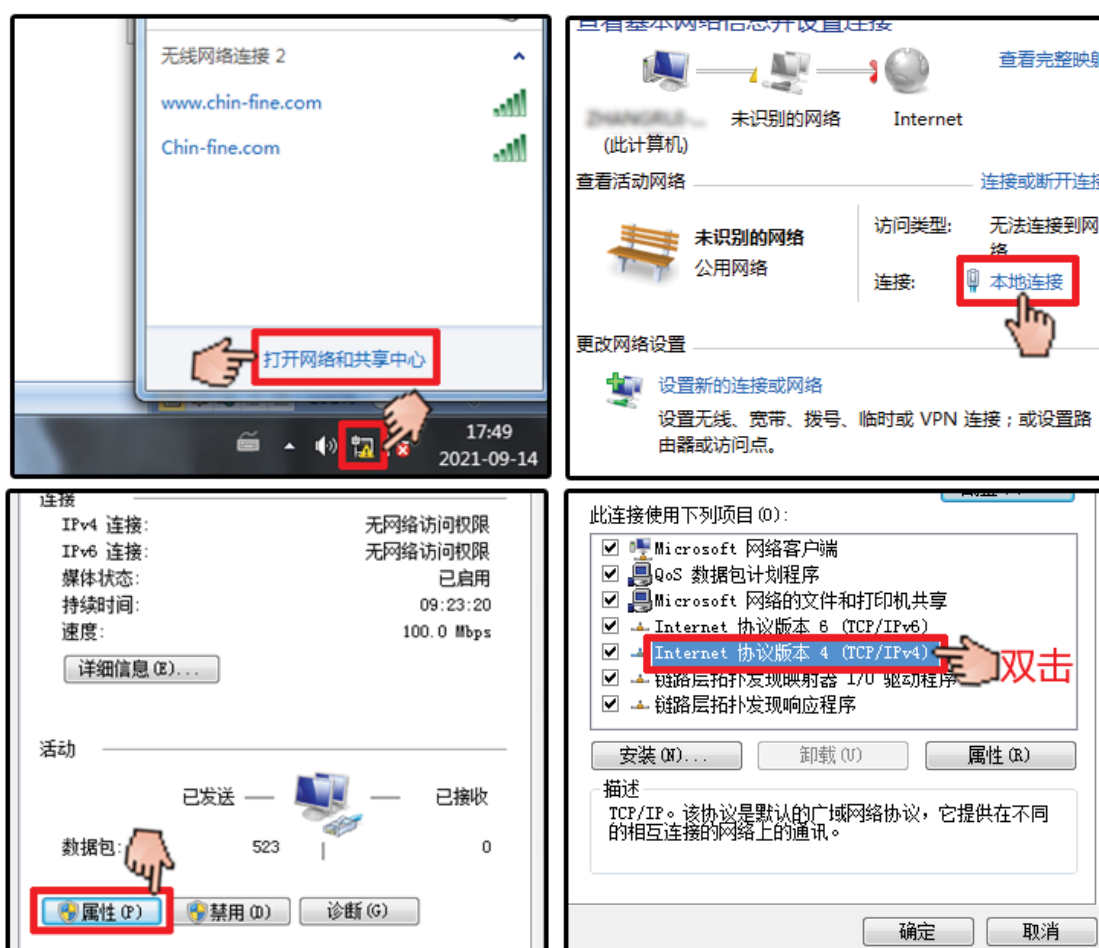 无线网络连接 2
www.chin-fine.com
Chin-fine.com
打开网络和共享中心
17:49
2021-09-14
查看基本网络信息并设置连接
查看完整映射
未识别的网络
Internet
(此计算机)
查看活动网络
连接或断开连接
未识别的网络
公用网络
访问类型:
无法连接到网
络
连接:
本地连接
更改网络设置
设置新的连接或网络
设置无线、宽带、拨号、临时或 VPN 连接；或设置路
由器或访问点。
连接
IPv4 连接: 无网络访问权限
IPv6 连接: 无网络访问权限
媒体状态: 已启用
持续时间: 09:23:20
速度: 100.0 Mbps
详细信息(E)...
活动
已发送 — — 已接收
数据包: 523 | 0
属性(P) 禁用(D) 诊断(G)
此连接使用下列项目(O):
Microsoft 网络客户端
QoS 数据包计划程序
Microsoft 网络的文件和打印机共享
Internet 协议版本 6 (TCP/IPv6)
Internet 协议版本 4 (TCP/IPv4)
双击
链路层拓扑发现映射器 I/O 驱动程序
链路层拓扑发现响应程序
安装(N)... 卸载(U) 属性(R)
描述
TCP/IP。该协议是默认的广域网络协议，它提供在不同
的相互连接的网络上的通讯。
确定 取消